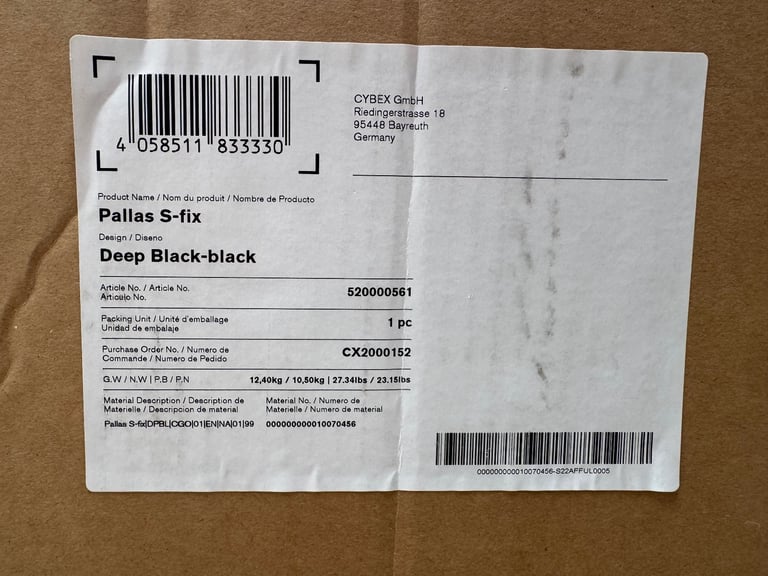 4 058511 833330
CYBEX GmbH
Riedingerstrasse 18
95448 Bayreuth
Germany
Product Name / Nom du produit / Nombre de Producto
Pallas S-fix
Design / Diseno
Deep Black-black
Article No. / Article No.
Articulo No.
520000561
Packing Unit / Unité d'emballage
Unidad de embalaje
1 pc
Purchase Order No. / Numero de
Commande / Numero de Pedido
CX2000152
G.W / N.W | P.B / P.N
12,40kg / 10,50kg | 27.34lbs / 23.15lbs
Material Description / Description de
Materielle / Descripcion de material
Pallas S-fix|DPBL|CGO|01|EN|NA|01|99
Material No. / Numero de
Materielle / Numero de material
000000000010070456
000000000010070456-S22AFFUL0005